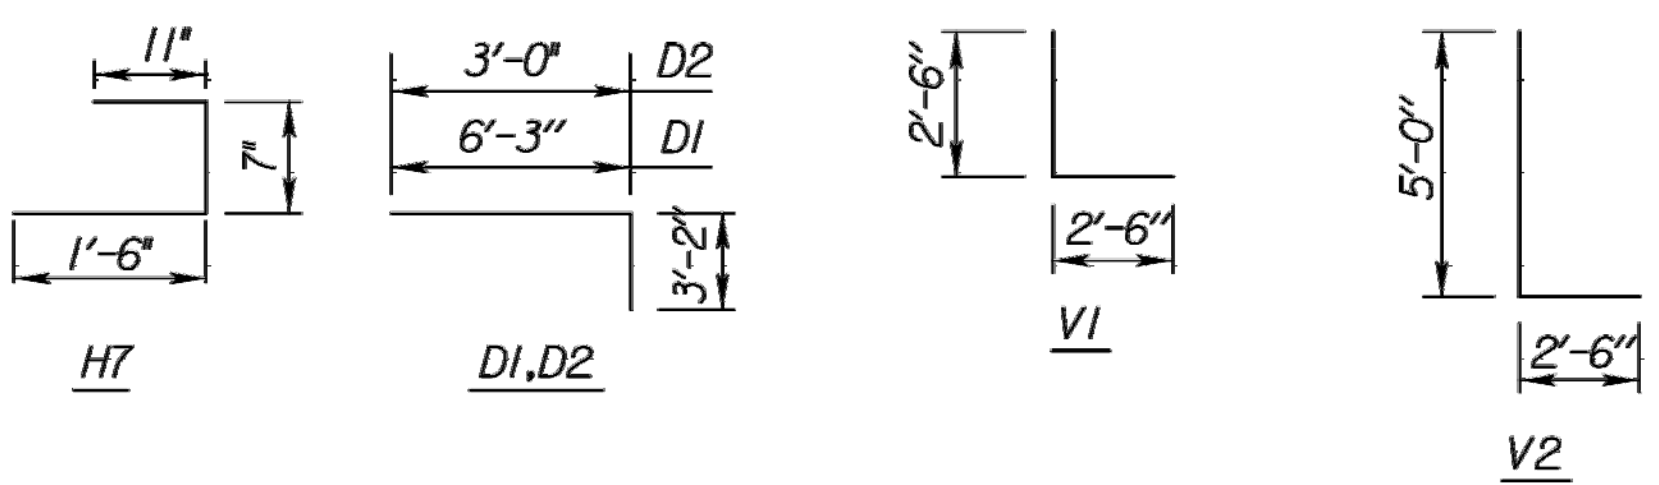 11"
7"
1'-6"
H7
3'-0" D2
6'-3" D1
3'-2"
D1,D2
2'-6"
2'-6"
V1
5'-0"
2'-6"
V2